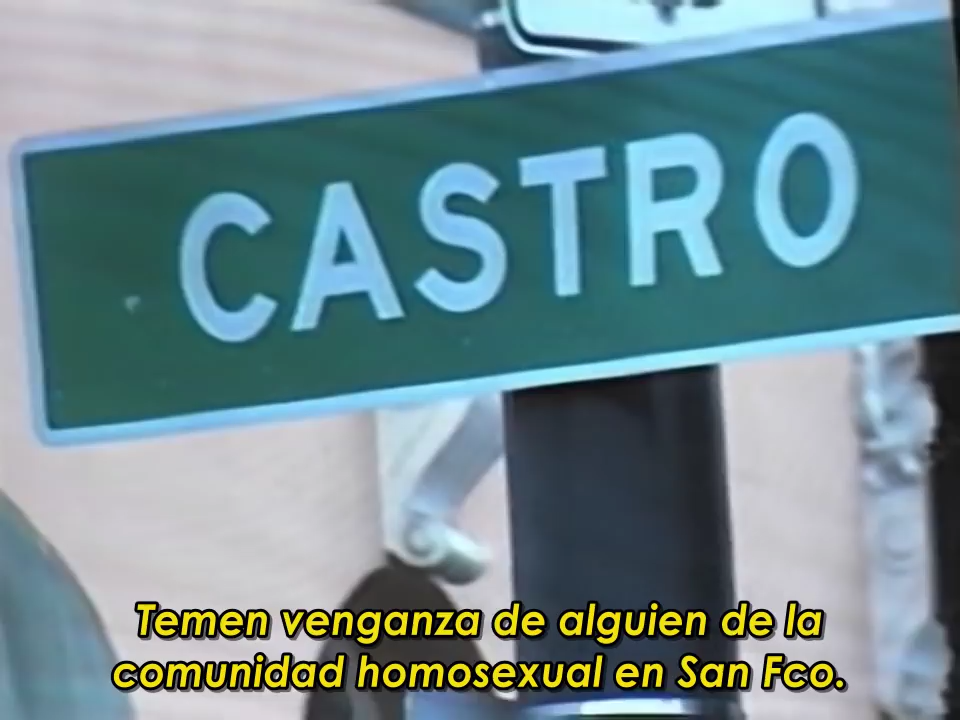 CASTRO
Temen venganza de alguien de la
comunidad homosexual en San Fco.